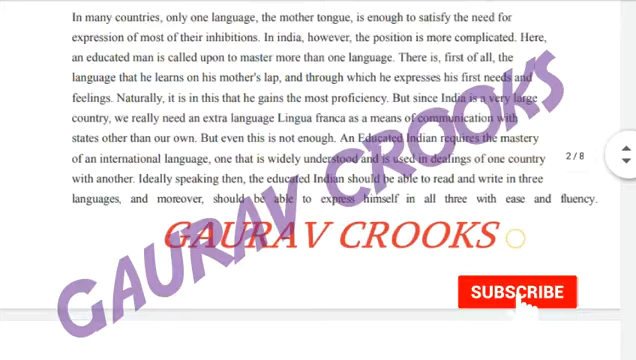 In many countries, only one language, the mother tongue, is enough to satisfy the need for
expression of most of their inhibitions. In india, however, the position is more complicated. Here,
an educated man is called upon to master more than one language. There is, first of all, the
language that he learns on his mother's lap, and through which he expresses his first needs and
feelings. Naturally, it is in this that he gains the most proficiency. But since India is a very large
country, we really need an extra language Lingua franca as a means of communication with
states other than our own. But even this is not enough. An Educated Indian requires the mastery
of an international language, one that is widely understood and is used in dealings of one country
with another. Ideally speaking then, the educated Indian should be able to read and write in three
languages, and moreover, should be able to express himself in all three with ease and fluency.
2 / 8
GAURAV CROOKS
GAURAV CROOKS
SUBSCRIBE